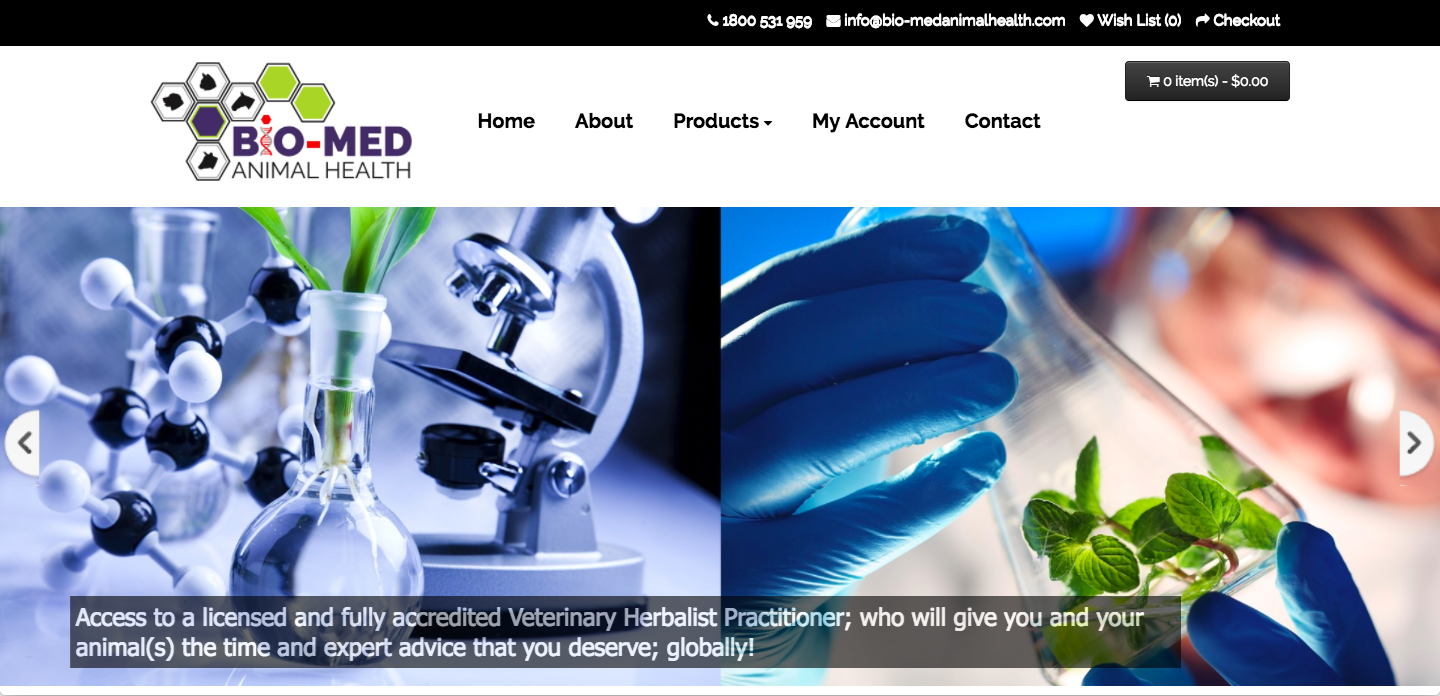 1800 531 959 info@bio-medanimalhealth.com Wish List (0) Checkout
0 item(s) - $0.00
Home About Products My Account Contact
BIO-MED
ANIMAL HEALTH
Access to a licensed and fully accredited Veterinary Herbalist Practitioner; who will give you and your
animal(s) the time and expert advice that you deserve; globally!